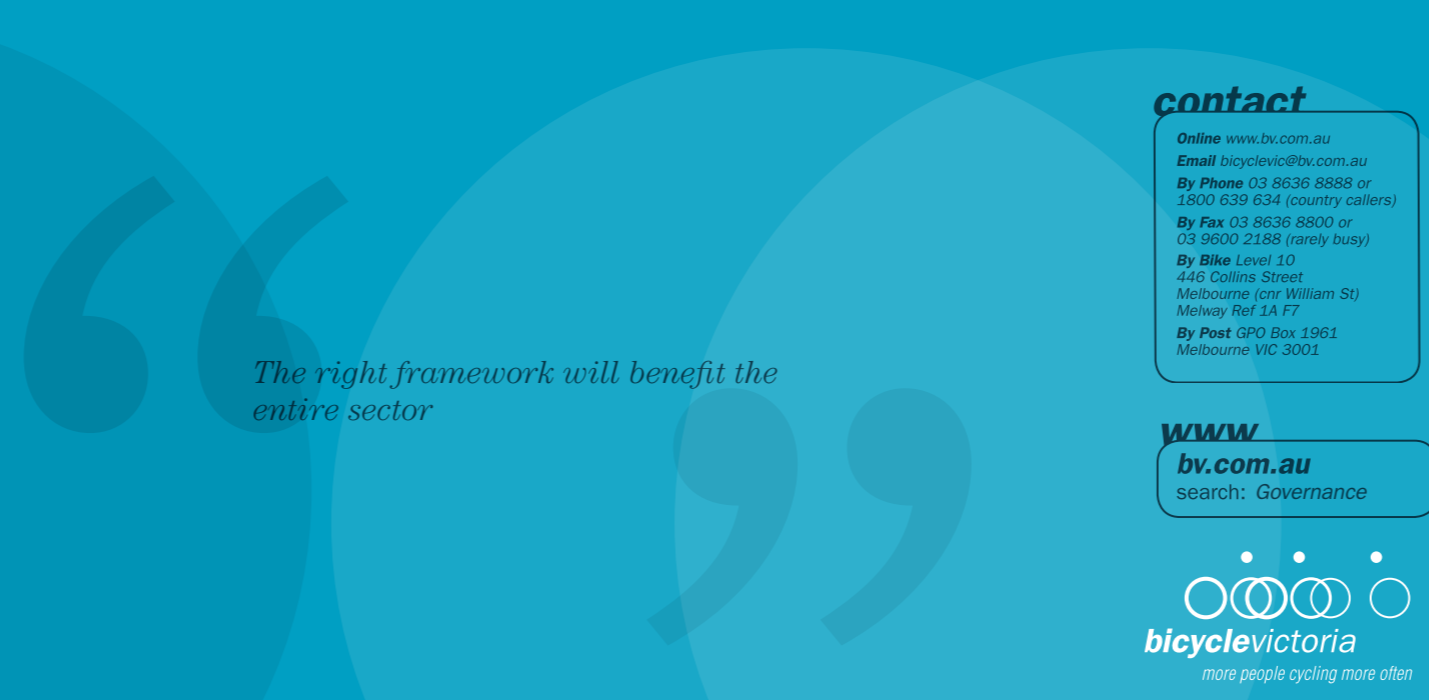 The right framework will benefit the
entire sector
contact
Online www.bv.com.au
Email bicyclevic@bv.com.au
By Phone 03 8636 8888 or
1800 639 634 (country callers)
By Fax 03 8636 8800 or
03 9600 2188 (rarely busy)
By Bike Level 10
446 Collins Street
Melbourne (cnr William St)
Melway Ref 1A F7
By Post GPO Box 1961
Melbourne VIC 3001
www
bv.com.au
search: Governance
bicyclevictoria
more people cycling more often